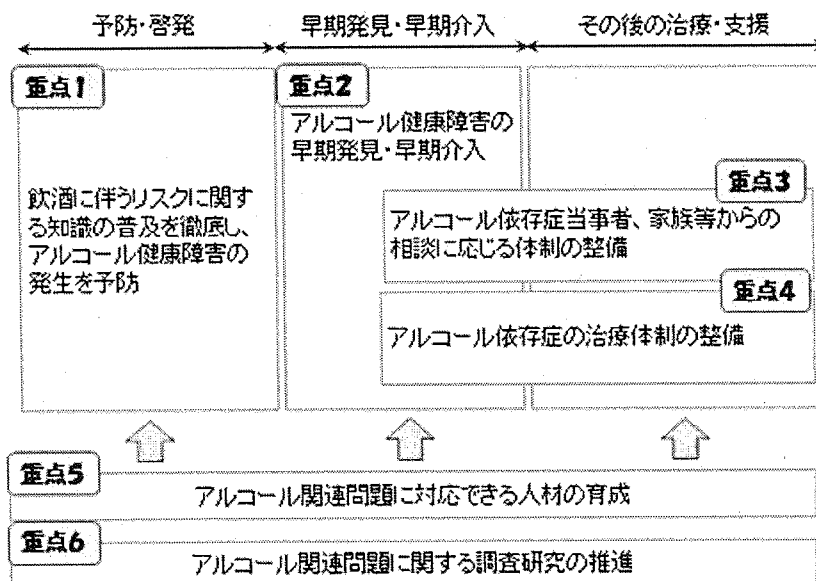 予防・啓発
早期発見・早期介入
その後の治療・支援
重点1
飲酒に伴うリスクに関す
る知識の普及を徹底し、
アルコール健康障害の
発生を予防
重点2
アルコール健康障害の
早期発見・早期介入
重点3
アルコール依存症当事者、家族等からの
相談に応じる体制の整備
重点4
アルコール依存症の治療体制の整備
重点5
アルコール関連問題に対応できる人材の育成
重点6
アルコール関連問題に関する調査研究の推進